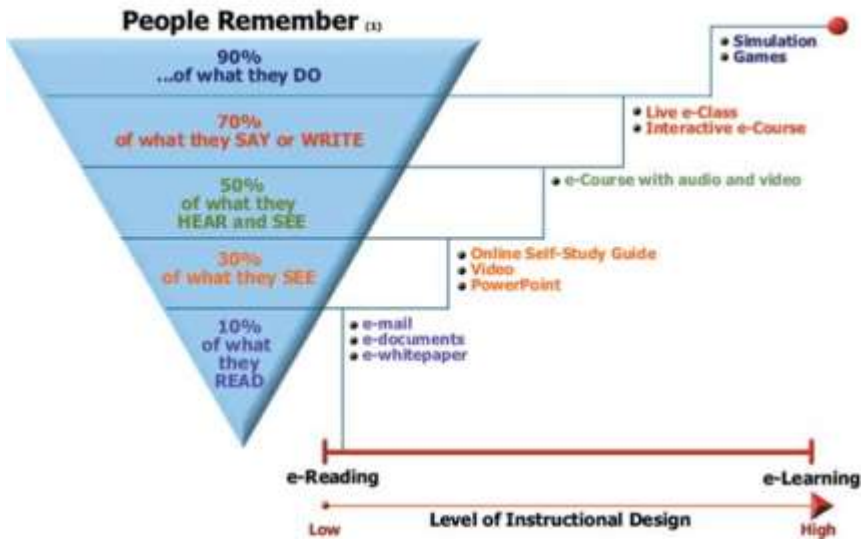 People Remember (1)
90%
...of what they DO
70%
of what they SAY or WRITE
50%
of what they
HEAR and SEE
30%
of what they SEE
10%
of what
they
READ
Simulation
Games
Live e-Class
Interactive e-Course
e-Course with audio and video
Online Self-Study Guide
Video
PowerPoint
e-mail
e-documents
e-whitepaper
e-Reading
e-Learning
Low
Level of Instructional Design
High